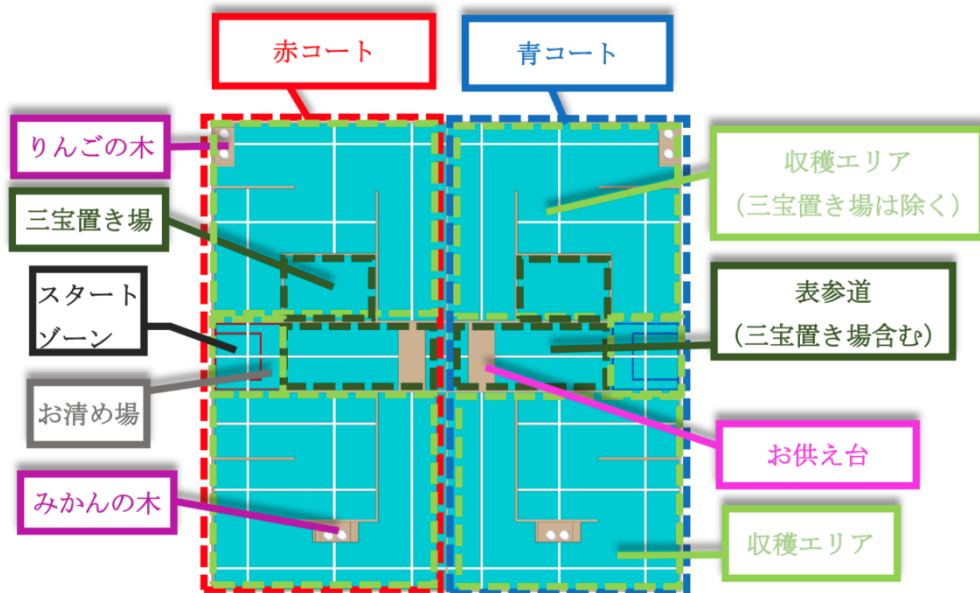 赤コート
青コート
りんごの木
収穫エリア
（三宝置き場は除く）
三宝置き場
スタート
ゾーン
表参道
（三宝置き場含む）
お清め場
お供え台
みかんの木
収穫エリア